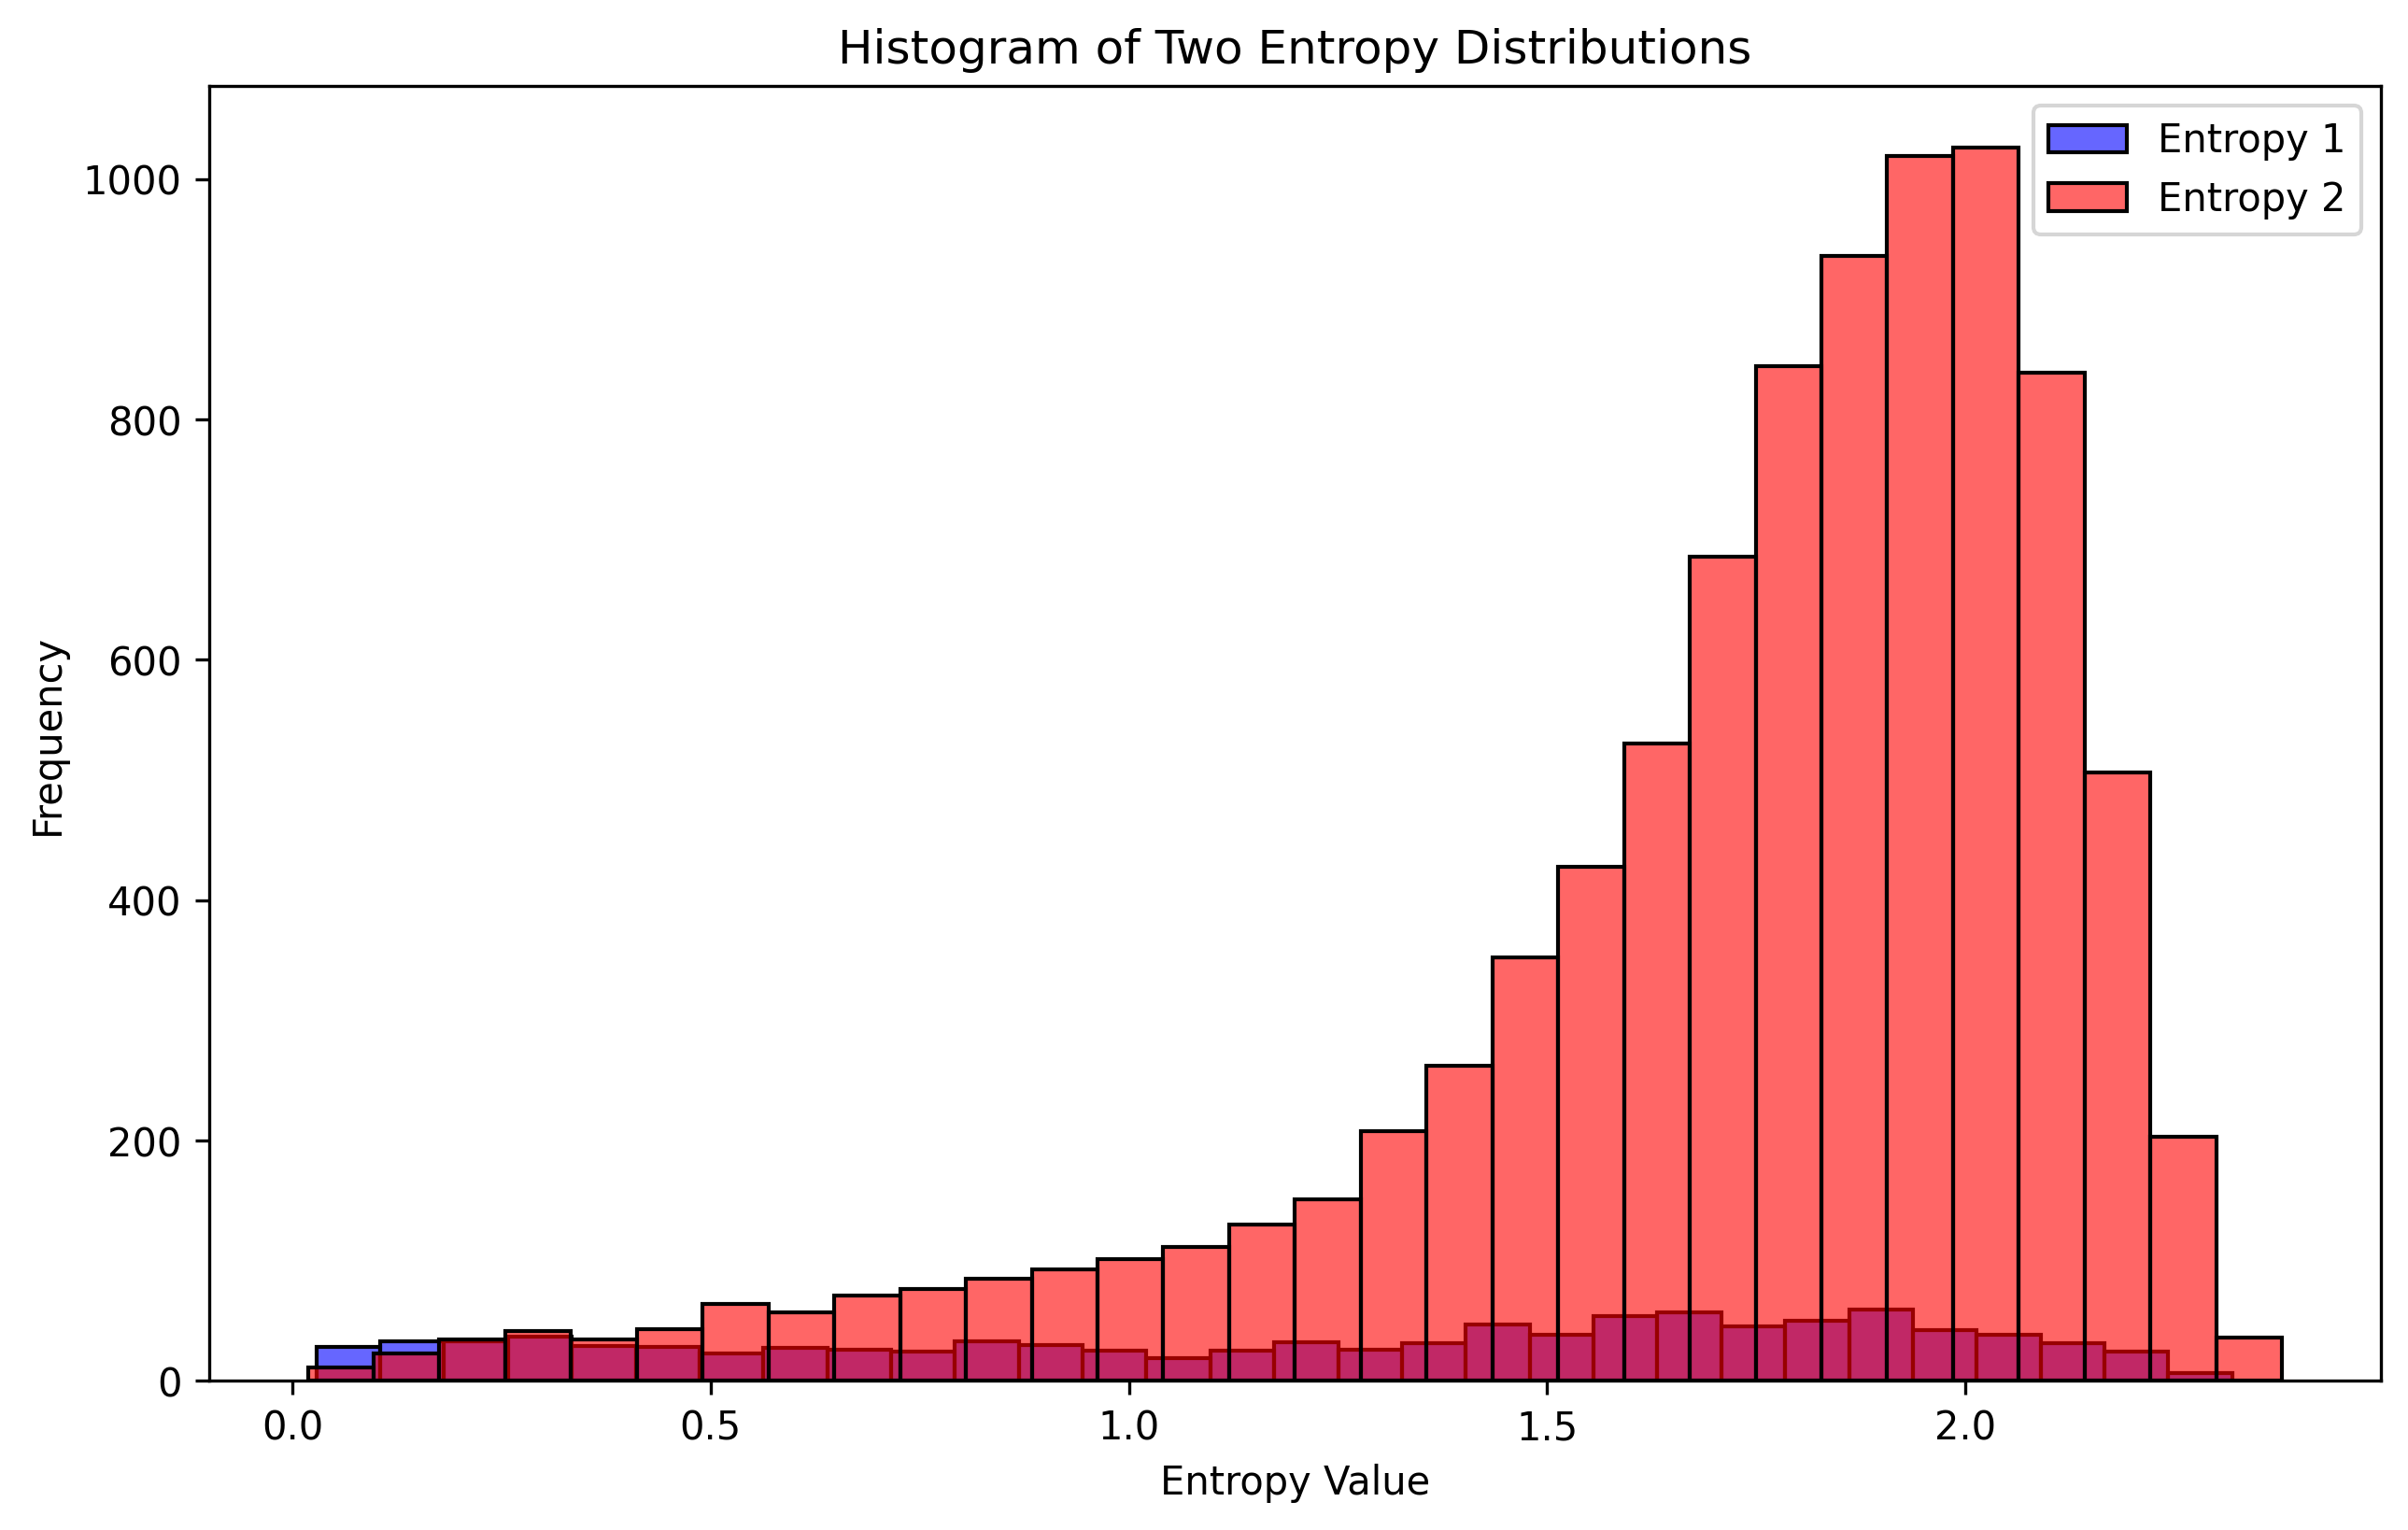 Histogram of Two Entropy Distributions
Entropy 1
Entropy 2
Frequency
1000
800
600
400
200
0
0.0 0.5 1.0 1.5 2.0
Entropy Value